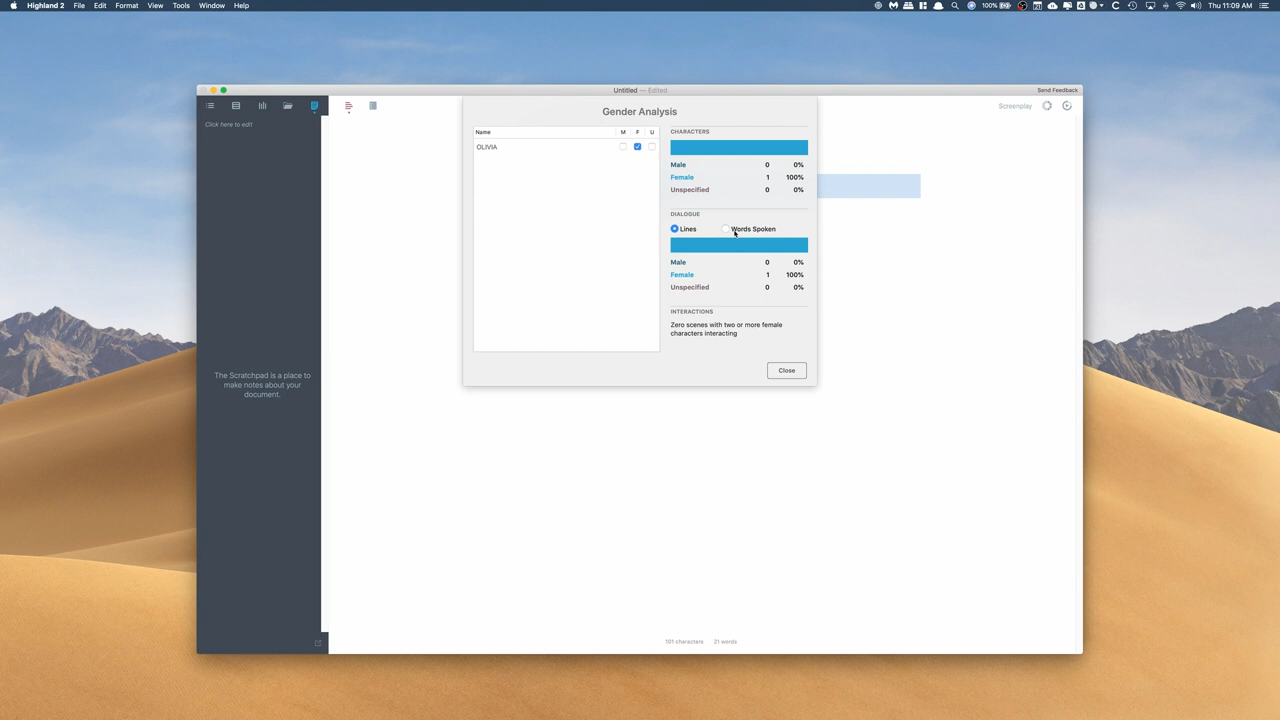 Highland 2 File Edit Format View Tools Window Help 100% Thu 11:09 AM
Untitled — Edited
Send Feedback
Click here to edit
Screenplay
The Scratchpad is a place to
make notes about your
document.
Gender Analysis
Name M F U
OLIVIA
CHARACTERS
Male 0 0%
Female 1 100%
Unspecified 0 0%
DIALOGUE
Lines Words Spoken
Male 0 0%
Female 1 100%
Unspecified 0 0%
INTERACTIONS
Zero scenes with two or more female
characters interacting
Close
101 characters 21 words